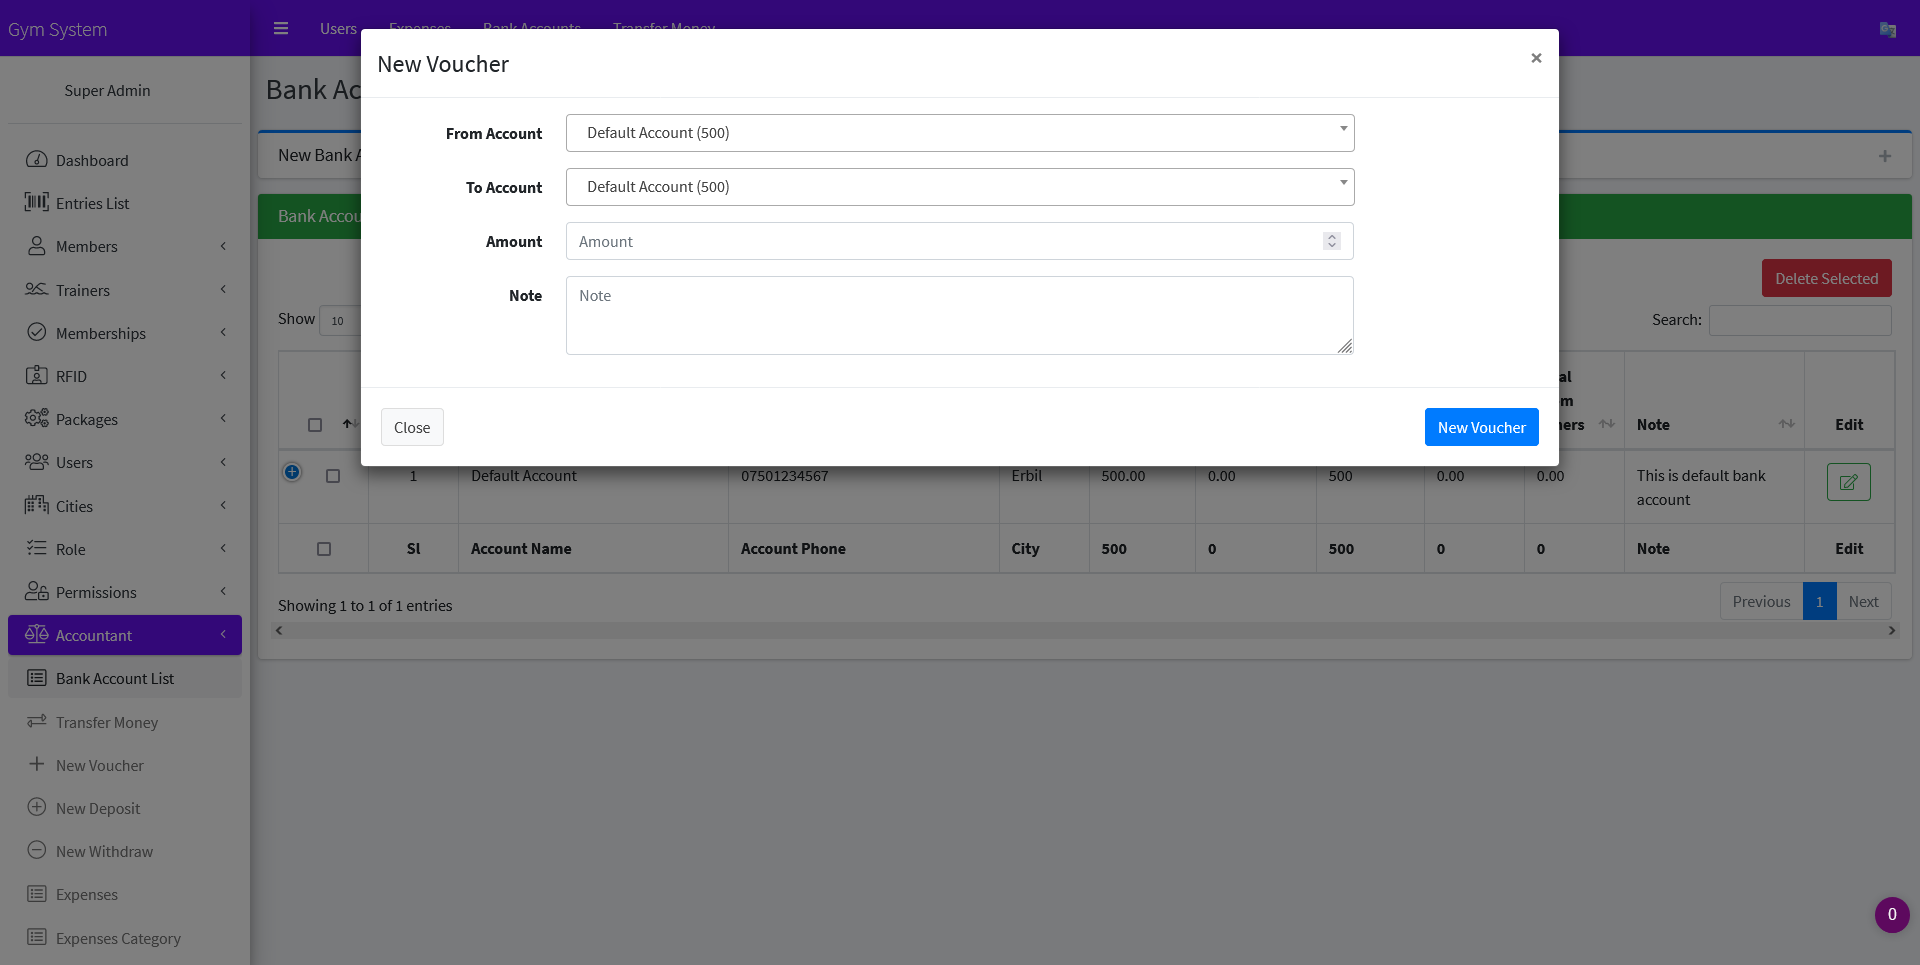 Gym System
Users Expenses Bank Accounts Transfer Money
Super Admin
Dashboard
Entries List
Members
Trainers
Memberships
RFID
Packages
Users
Cities
Role
Permissions
Accountant
Bank Account List
Transfer Money
New Voucher
New Deposit
New Withdraw
Expenses
Expenses Category
Bank Ac
New Bank A
Bank Accou
New Voucher
×
From Account Default Account (500)
To Account Default Account (500)
Amount Amount
Note Note
Close New Voucher
Delete Selected
Show 10
Search:
Note Edit
1 Default Account 07501234567 Erbil 500.00 0.00 500 0.00 0.00 This is default bank
account
Sl Account Name Account Phone City 500 0 500 0 0 Note Edit
Showing 1 to 1 of 1 entries
Previous 1 Next
0